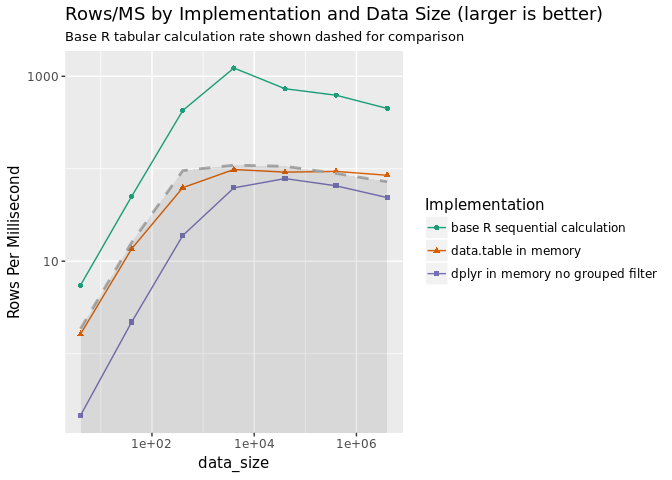 Rows/MS by Implementation and Data Size (larger is better)
Base R tabular calculation rate shown dashed for comparison
1000
10
Rows Per Millisecond
1e+02
1e+04
1e+06
data_size
Implementation
base R sequential calculation
data.table in memory
dplyr in memory no grouped filter